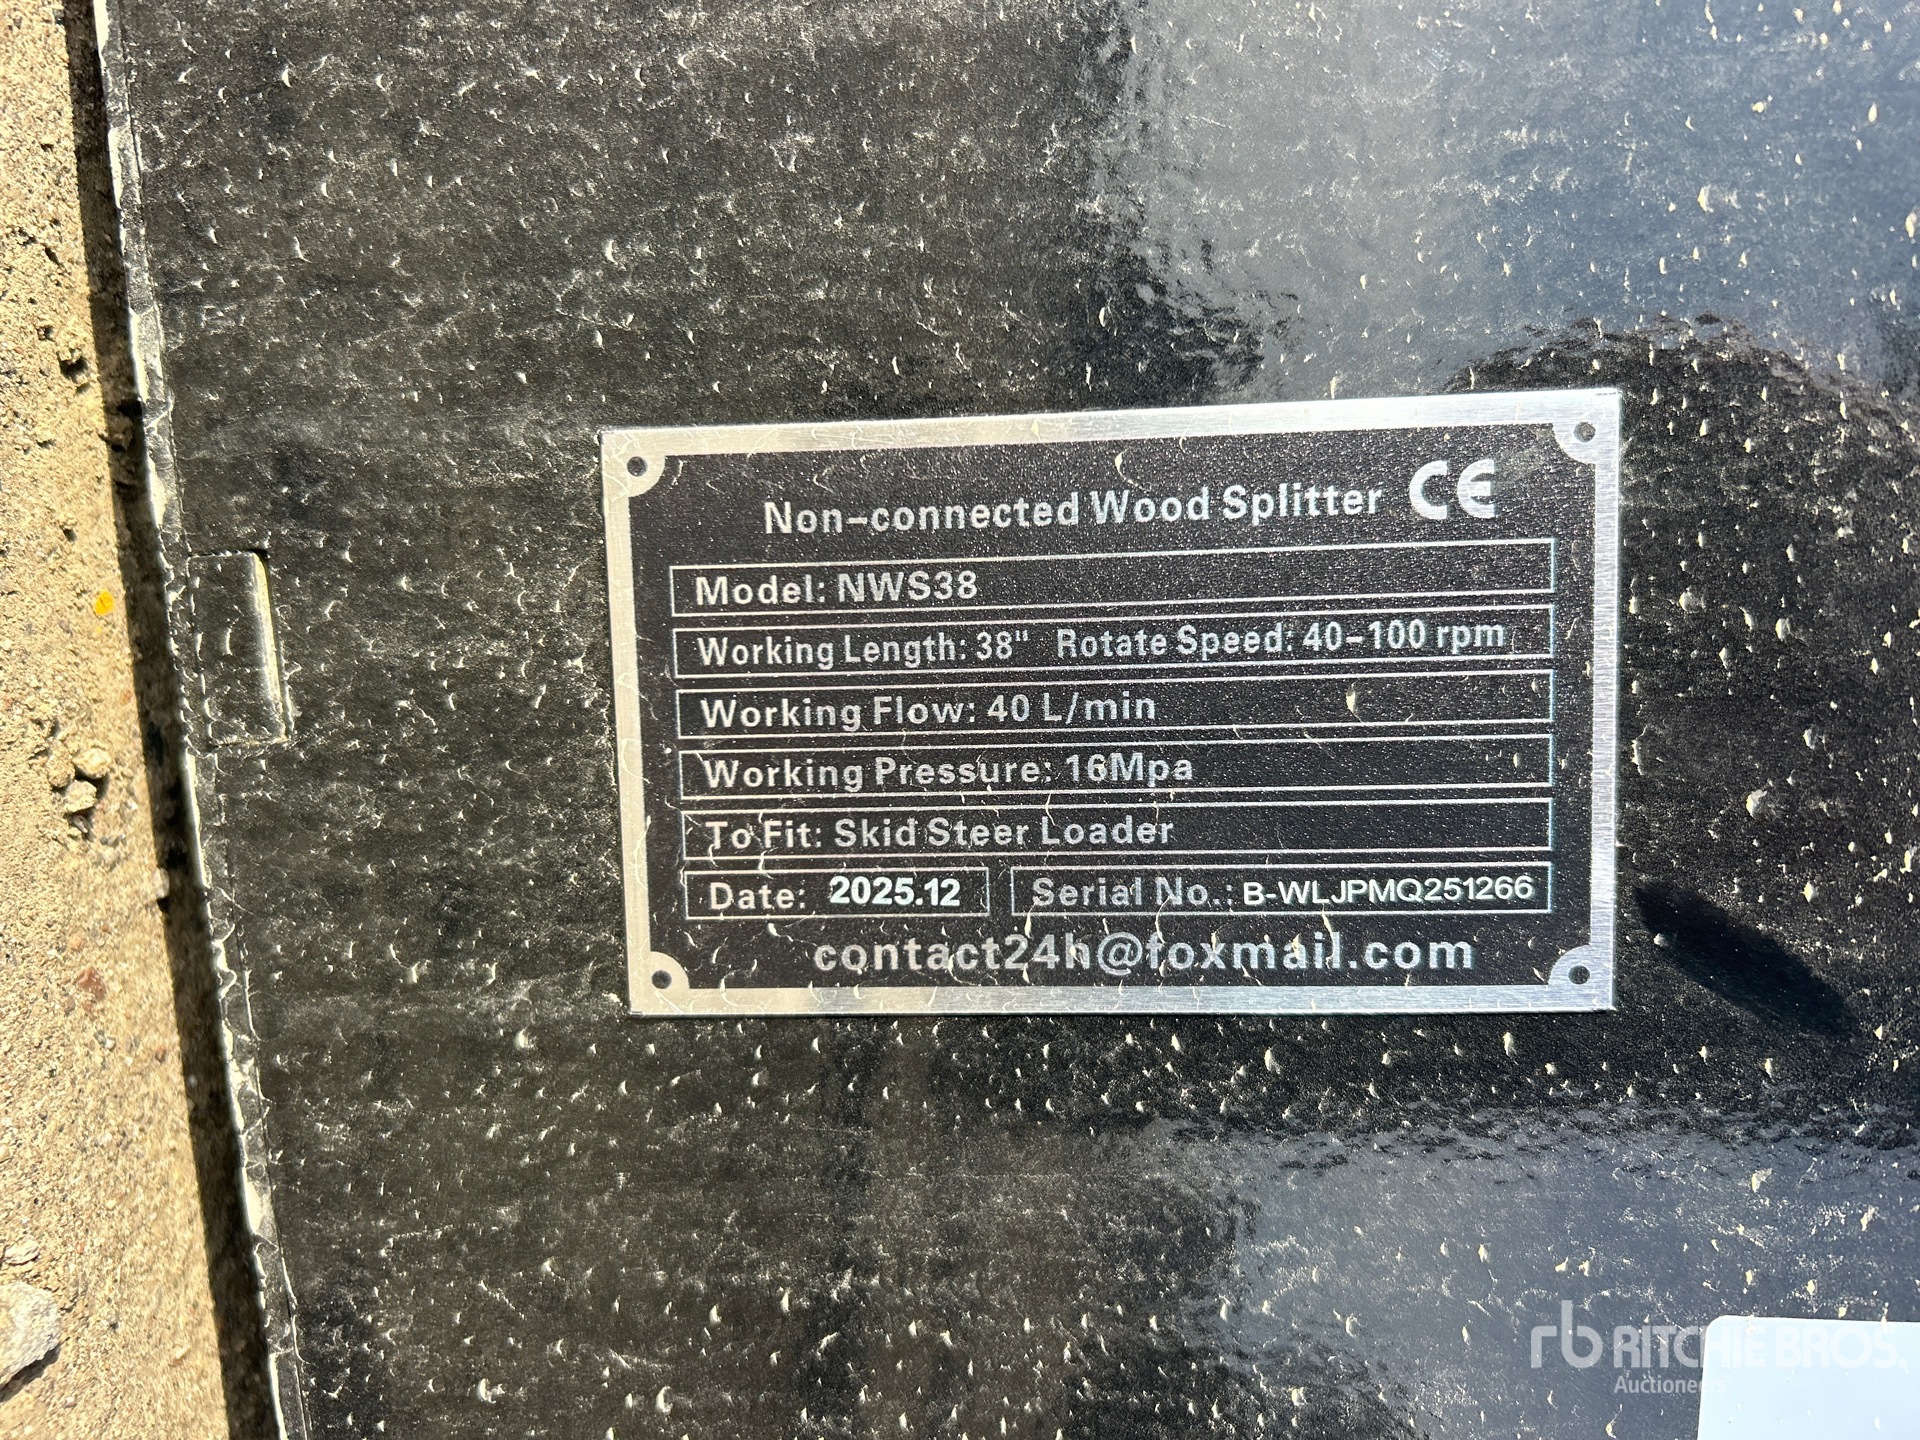 Non-connected Wood Splitter CE
Model: NWS38
Working Length: 38" Rotate Speed: 40-100 rpm
Working Flow: 40 L/min
Working Pressure: 16Mpa
To Fit: Skid Steer Loader
Date: 2025.12 Serial No.: B-WLJPMQ251266
contact24h@foxmail.com
rb RITCHIE BROS.
Auctioneers